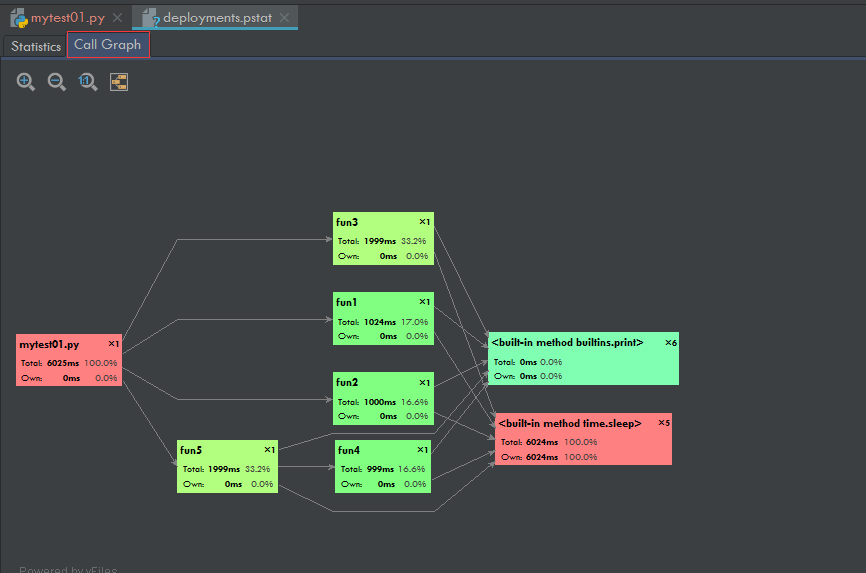 mytest01.py
deployments.pstat
Statistics
Call Graph
1:1
fun3 ×1
Total: 1999ms 33.2%
Own: 0ms 0.0%
fun1 ×1
Total: 1024ms 17.0%
Own: 0ms 0.0%
mytest01.py ×1
Total: 6025ms 100.0%
Own: 0ms 0.0%
<built-in method builtins.print> ×6
Total: 0ms 0.0%
Own: 0ms 0.0%
fun2 ×1
Total: 1000ms 16.6%
Own: 0ms 0.0%
<built-in method time.sleep> ×5
Total: 6024ms 100.0%
Own: 6024ms 100.0%
fun5 ×1
Total: 1999ms 33.2%
Own: 0ms 0.0%
fun4 ×1
Total: 999ms 16.6%
Own: 0ms 0.0%
Powered by yFiles